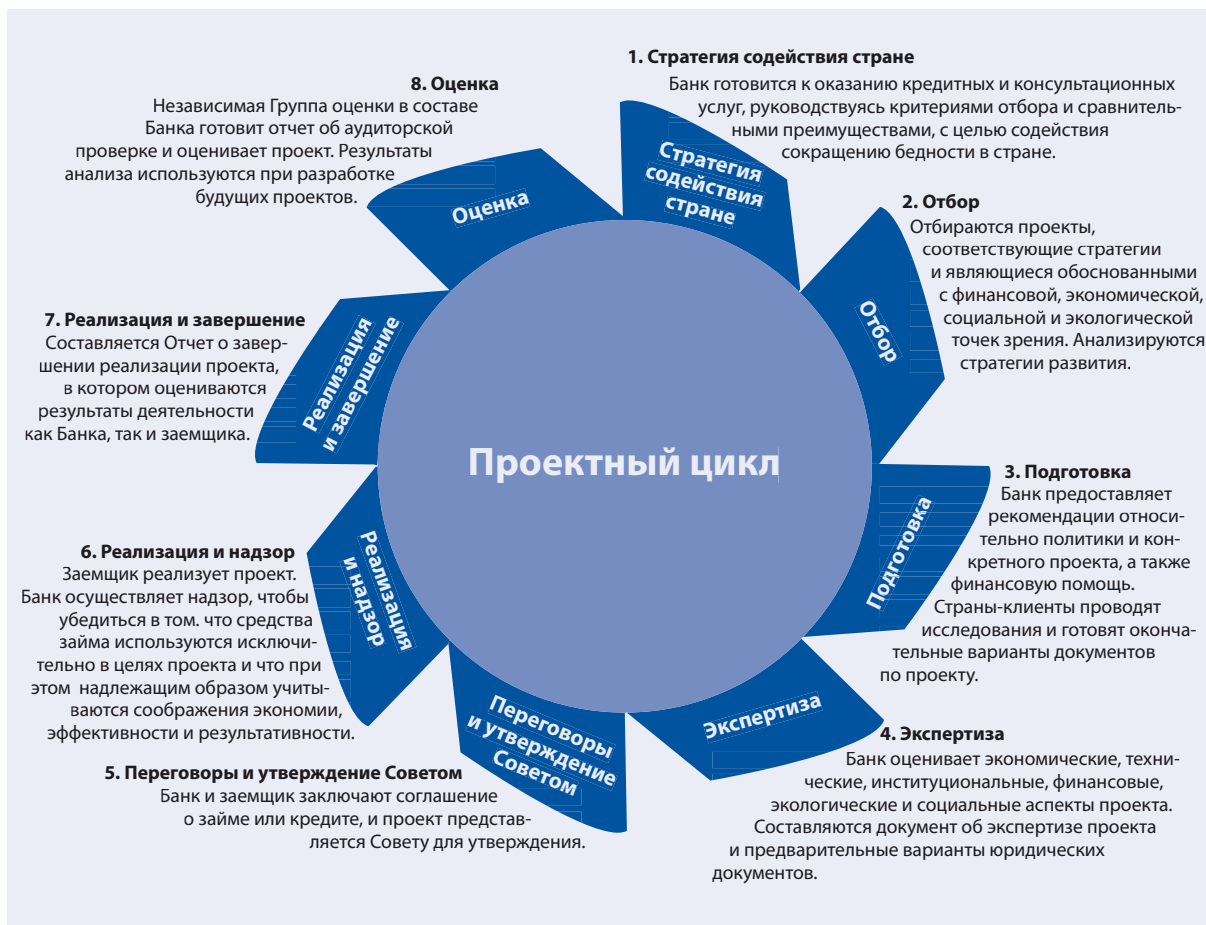 1. Стратегия содействия стране
Банк готовится к оказанию кредитных и консультационных
услуг, руководствуясь критериями отбора и сравнитель-
ными преимуществами, с целью содействия
сокращению бедности в стране.
2. Отбор
Отбираются проекты,
соответствующие стратегии
и являющиеся обоснованными
с финансовой, экономической,
социальной и экологической
точек зрения. Анализируются
стратегии развития.
3. Подготовка
Банк предоставляет
рекомендации относи-
тельно политики и кон-
кретного проекта, а также
финансовую помощь.
Страны-клиенты проводят
исследования и готовят оконча-
тельные варианты документов
по проекту.
4. Экспертиза
Банк оценивает экономические, техни-
ческие, институциональные, финансовые,
экологические и социальные аспекты проекта.
Составляются документ об экспертизе проекта
и предварительные варианты юридических
документов.
5. Переговоры и утверждение Советом
Банк и заемщик заключают соглашение
о займе или кредите, и проект представ-
ляется Совету для утверждения.
6. Реализация и надзор
Заемщик реализует проект.
Банк осуществляет надзор, чтобы
убедиться в том. что средства
займа используются исключи-
тельно в целях проекта и что при
этом надлежащим образом учиты-
ваются соображения экономии,
эффективности и результативности.
7. Реализация и завершение
Составляется Отчет о завер-
шении реализации проекта,
в котором оцениваются
результаты деятельности
как Банка, так и заемщика.
8. Оценка
Независимая Группа оценки в составе
Банка готовит отчет об аудиторской
проверке и оценивает проект. Результаты
анализа используются при разработке
будущих проектов.
Стратегия
содействия
стране
Отбор
Подготовка
Экспертиза
Переговоры
и утверждение
Советом
Реализация
и надзор
Реализация
и завершение
Оценка
Проектный цикл